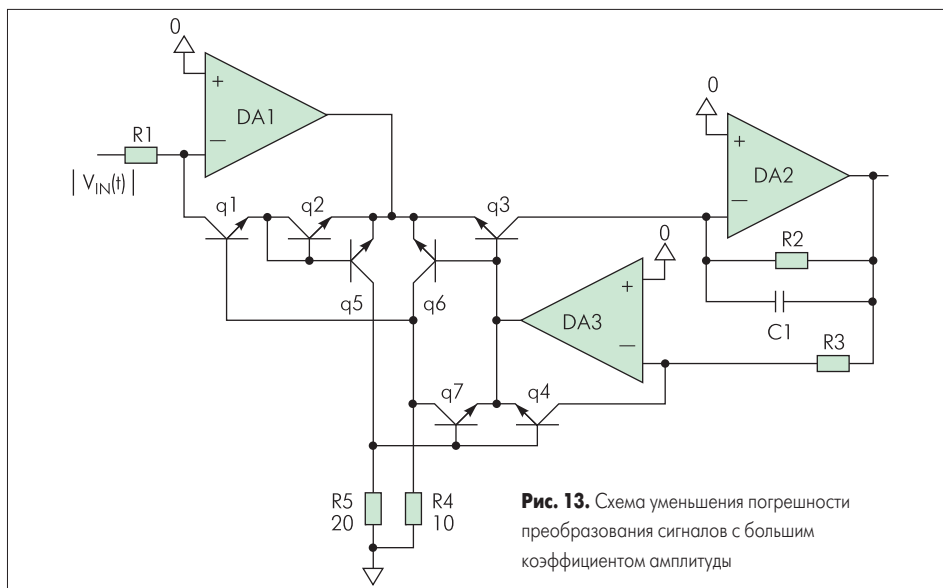 0
+
DA1
R1
—
| V_IN(t) |
0
+
DA2
—
q1
q2
q3
0
R2
q5
q6
+
DA3
—
C1
R3
q7
q4
R5
20
R4
10
Рис. 13. Схема уменьшения погрешности
преобразования сигналов с большим
коэффициентом амплитуды